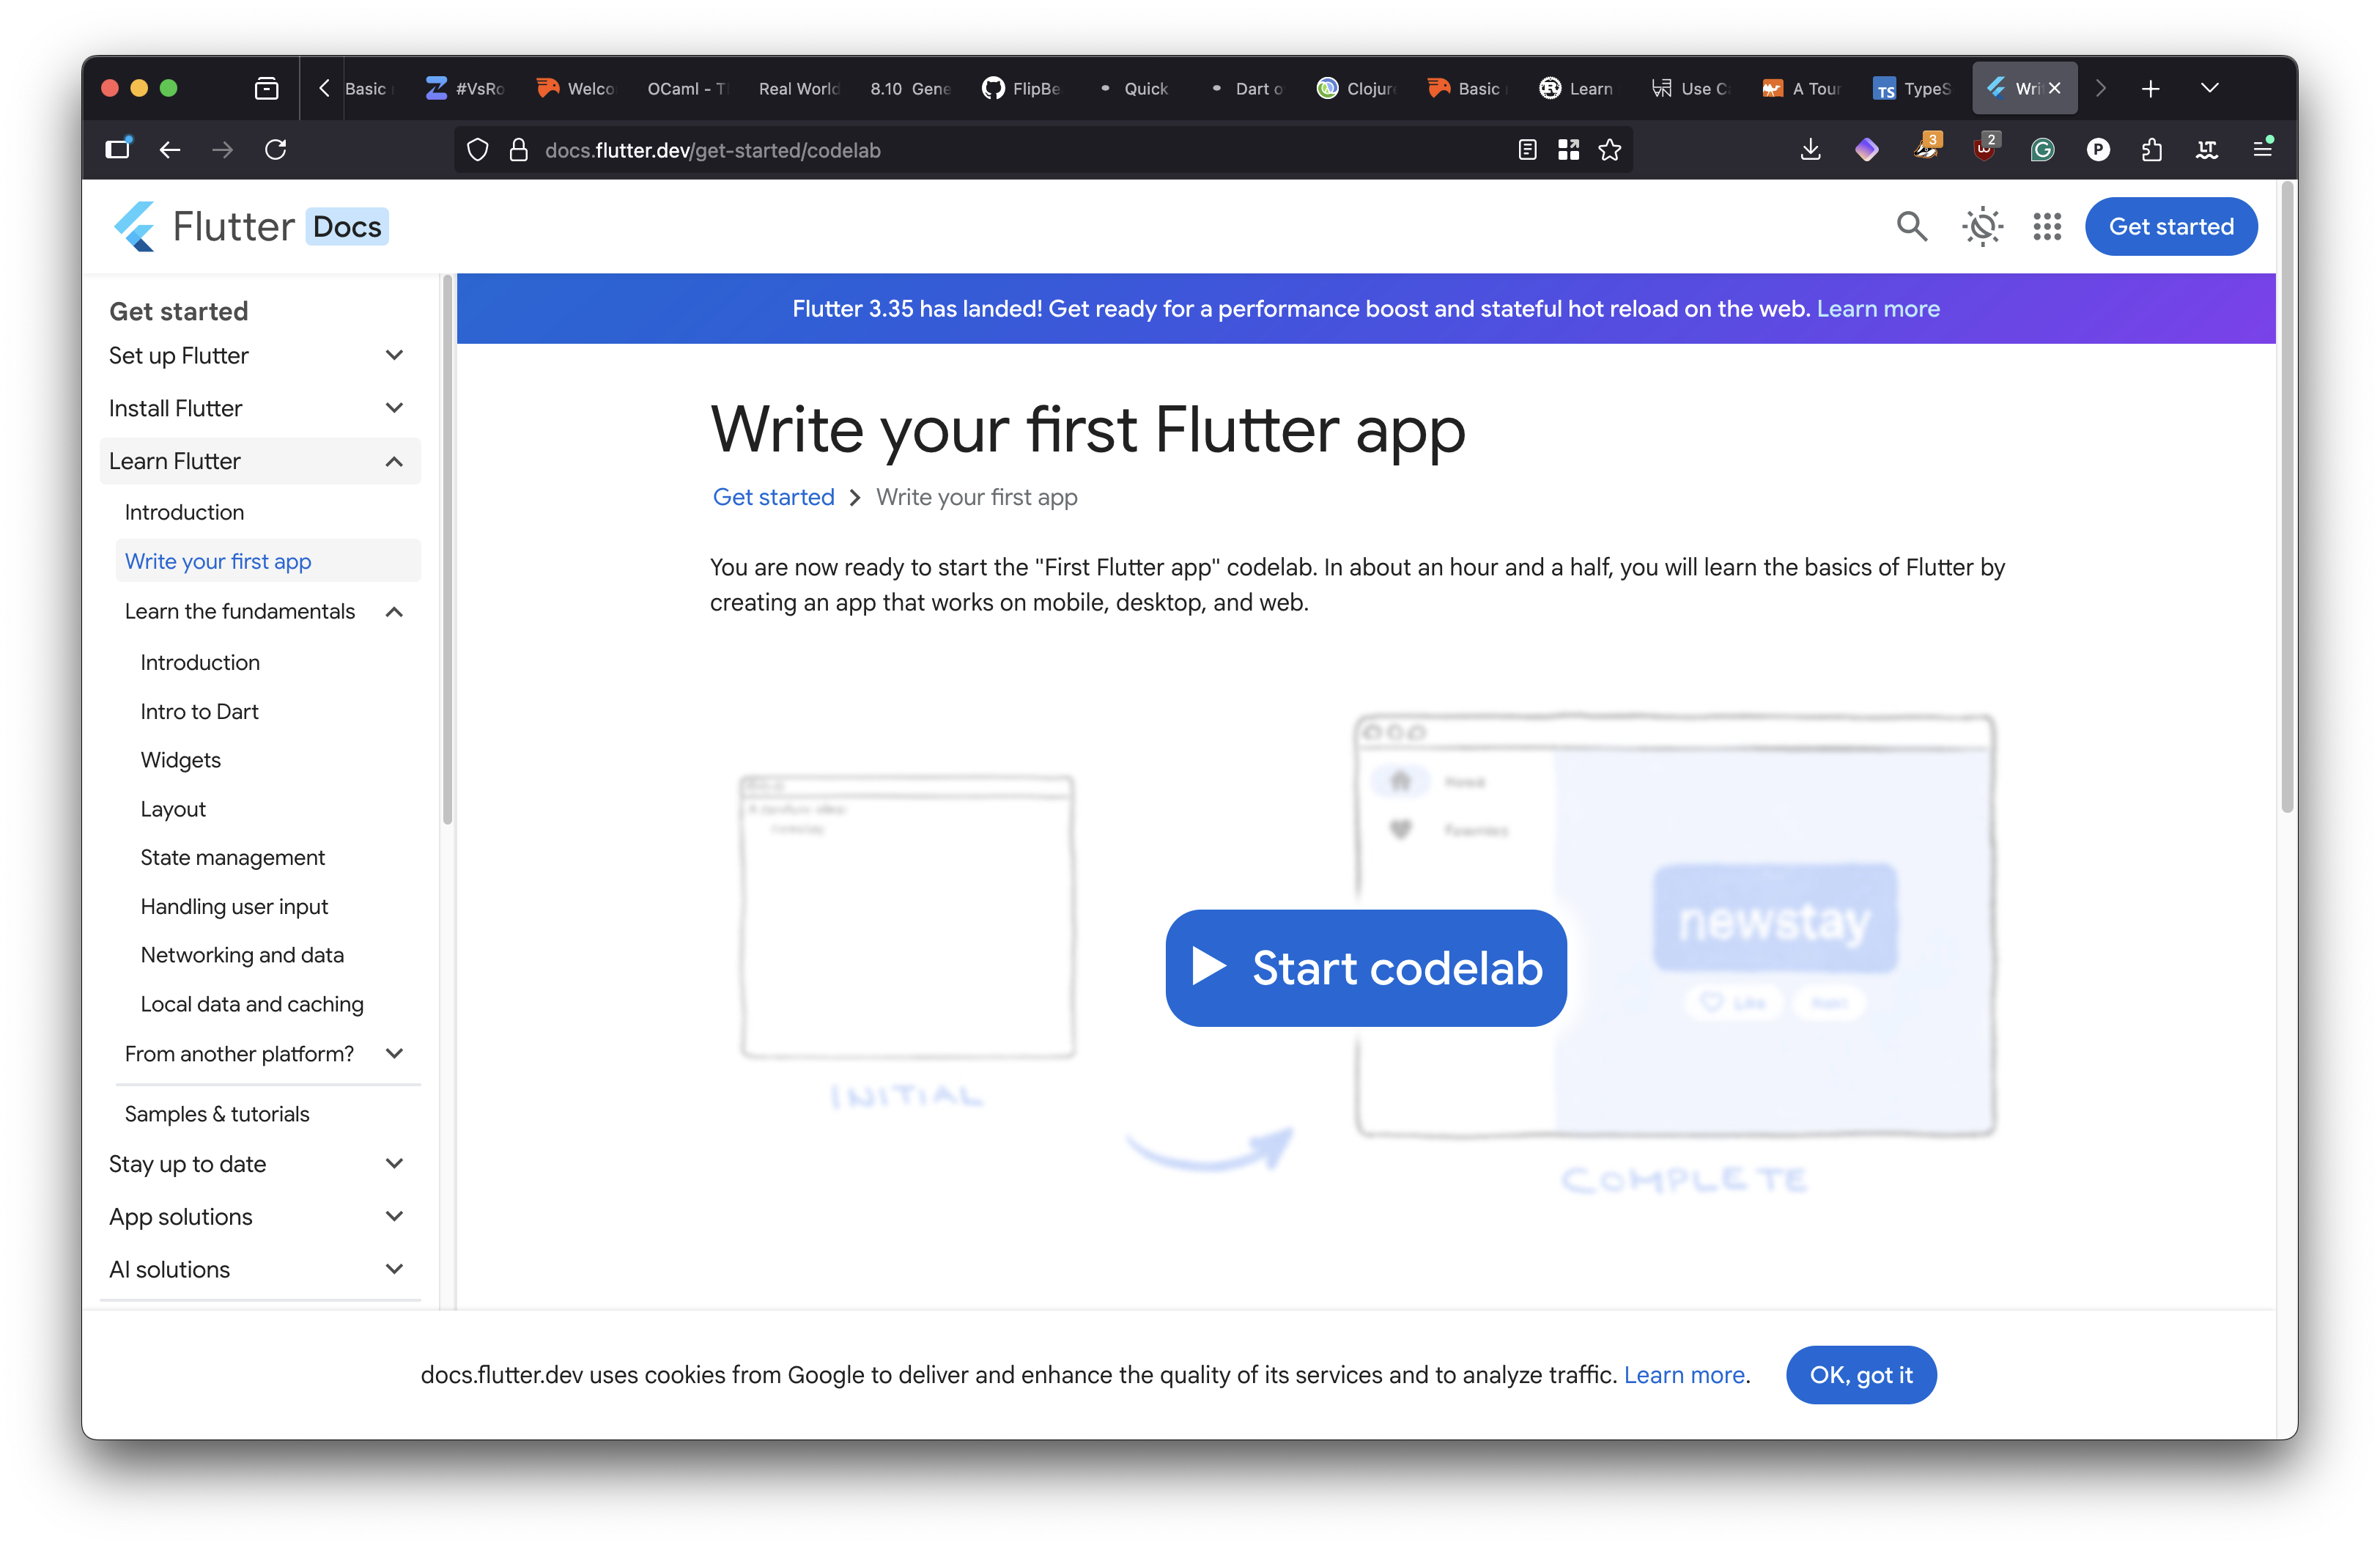 Basic
#VsRo
Welco
OCaml - T
Real World
8.10 Gene
FlipBe
Quick
Dart o
Clojur
Basic
Learn
Use C
A Tour
TypeS
Wri
docs.flutter.dev/get-started/codelab
3
2
Flutter Docs
Get started
Flutter 3.35 has landed! Get ready for a performance boost and stateful hot reload on the web. Learn more
Get started
Set up Flutter
Install Flutter
Learn Flutter
Introduction
Write your first app
Learn the fundamentals
Introduction
Intro to Dart
Widgets
Layout
State management
Handling user input
Networking and data
Local data and caching
From another platform?
Samples & tutorials
Stay up to date
App solutions
AI solutions
Write your first Flutter app
Get started > Write your first app
You are now ready to start the "First Flutter app" codelab. In about an hour and a half, you will learn the basics of Flutter by
creating an app that works on mobile, desktop, and web.
A random idea:
newstay
INITIAL
Favorites
newstay
Like
Next
COMPLETE
Start codelab
docs.flutter.dev uses cookies from Google to deliver and enhance the quality of its services and to analyze traffic. Learn more.
OK, got it